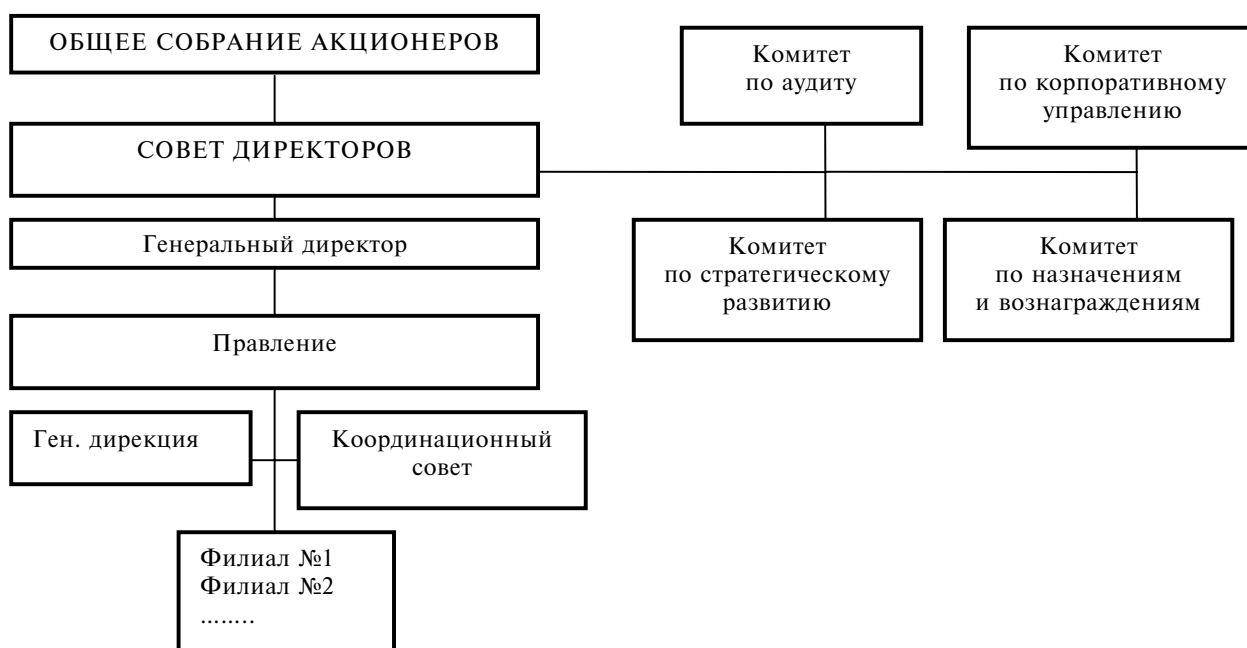 ОБЩЕЕ СОБРАНИЕ АКЦИОНЕРОВ
СОВЕТ ДИРЕКТОРОВ
Генеральный директор
Правление
Ген. дирекция
Координационный
совет
Филиал №1
Филиал №2
........
Комитет
по аудиту
Комитет
по корпоративному
управлению
Комитет
по стратегическому
развитию
Комитет
по назначениям
и вознаграждениям